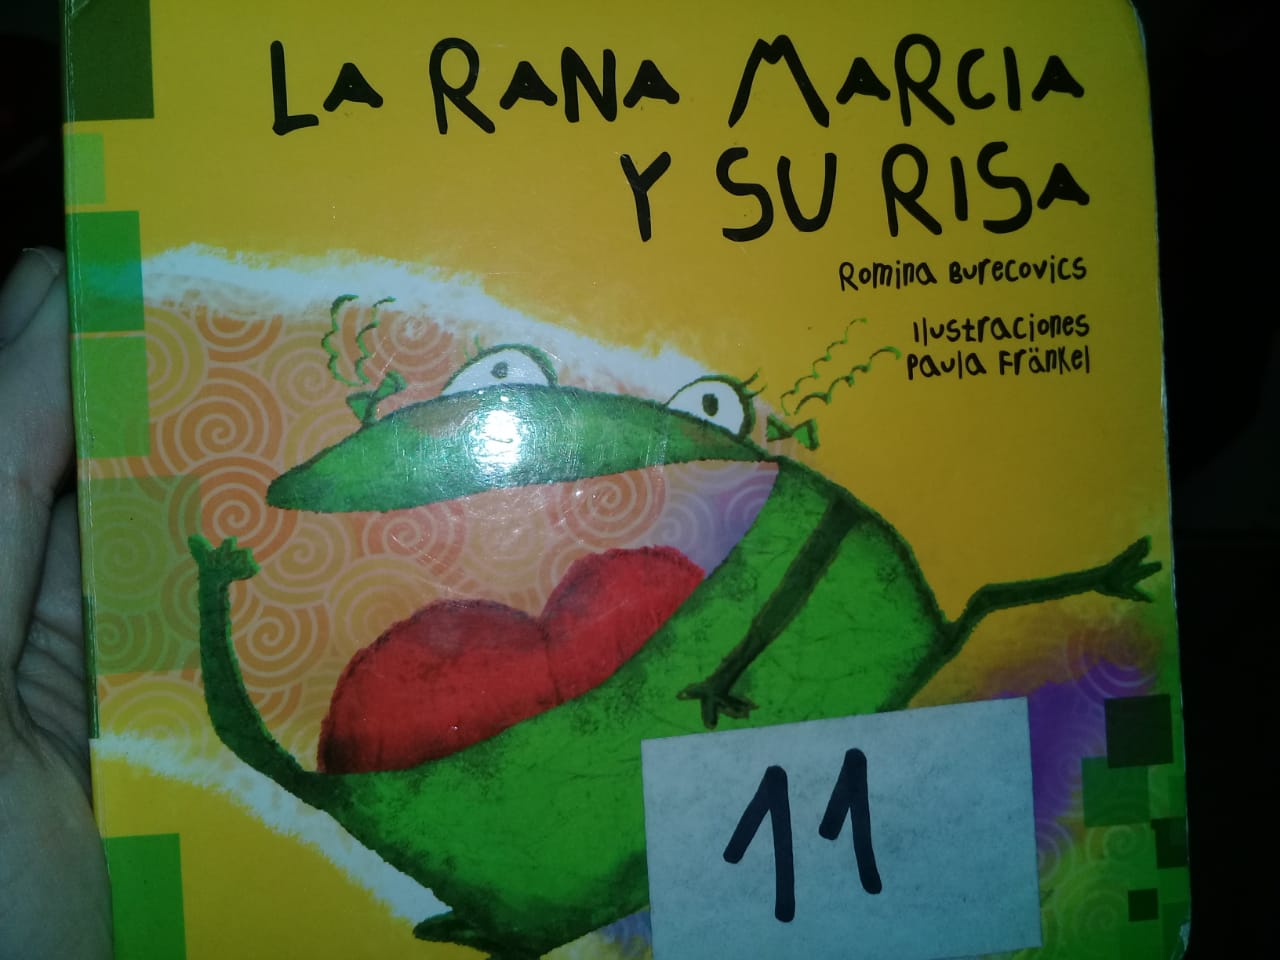 LA RANA MARCIA
Y SU RISA
Romina Burecovics
Ilustraciones
Paula Fränkel
11